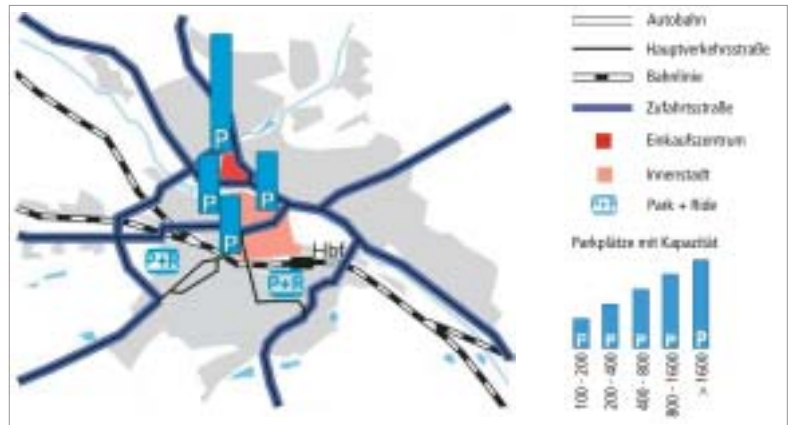 P
P
P
P
Hbf
P+R
P+R
Autobahn
Hauptverkehrsstraße
Bahnlinie
Zufahrtsstraße
Einkaufszentrum
Innenstadt
P+R
Park + Ride
Parkplätze mit Kapazität
P P P P P
100 - 200
200 - 400
400 - 800
800 - 1600
> 1600